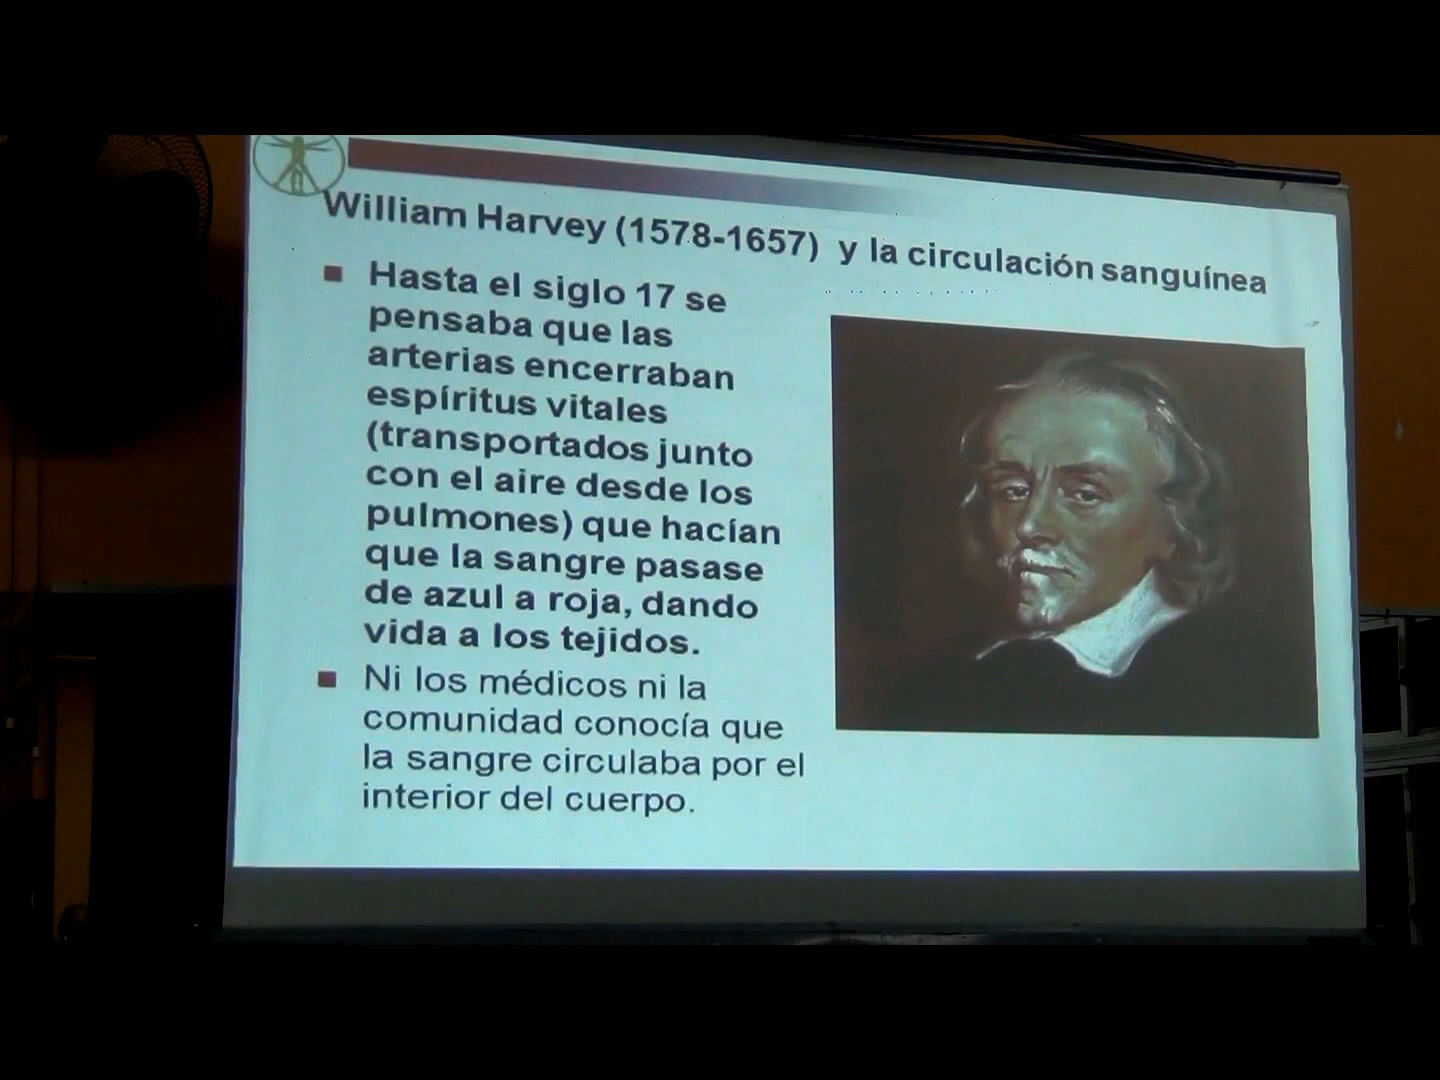 William Harvey (1578-1657) y la circulación sanguínea
Hasta el siglo 17 se
pensaba que las
arterias encerraban
espíritus vitales
(transportados junto
con el aire desde los
pulmones) que hacían
que la sangre pasase
de azul a roja, dando
vida a los tejidos.
Ni los médicos ni la
comunidad conocía que
la sangre circulaba por el
interior del cuerpo.